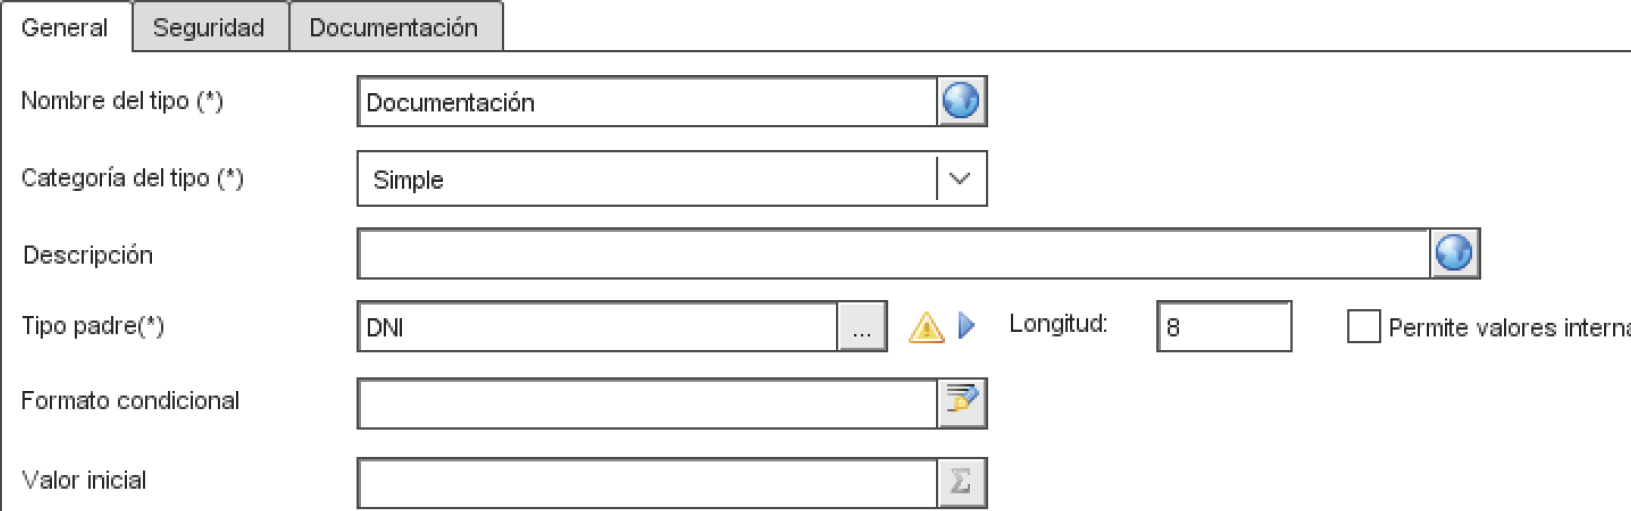 General Seguridad Documentación
Nombre del tipo (*) Documentación
Categoría del tipo (*) Simple
Descripción
Tipo padre(*) DNI ... Longitud: 8 Permite valores interna
Formato condicional
Valor inicial Σ